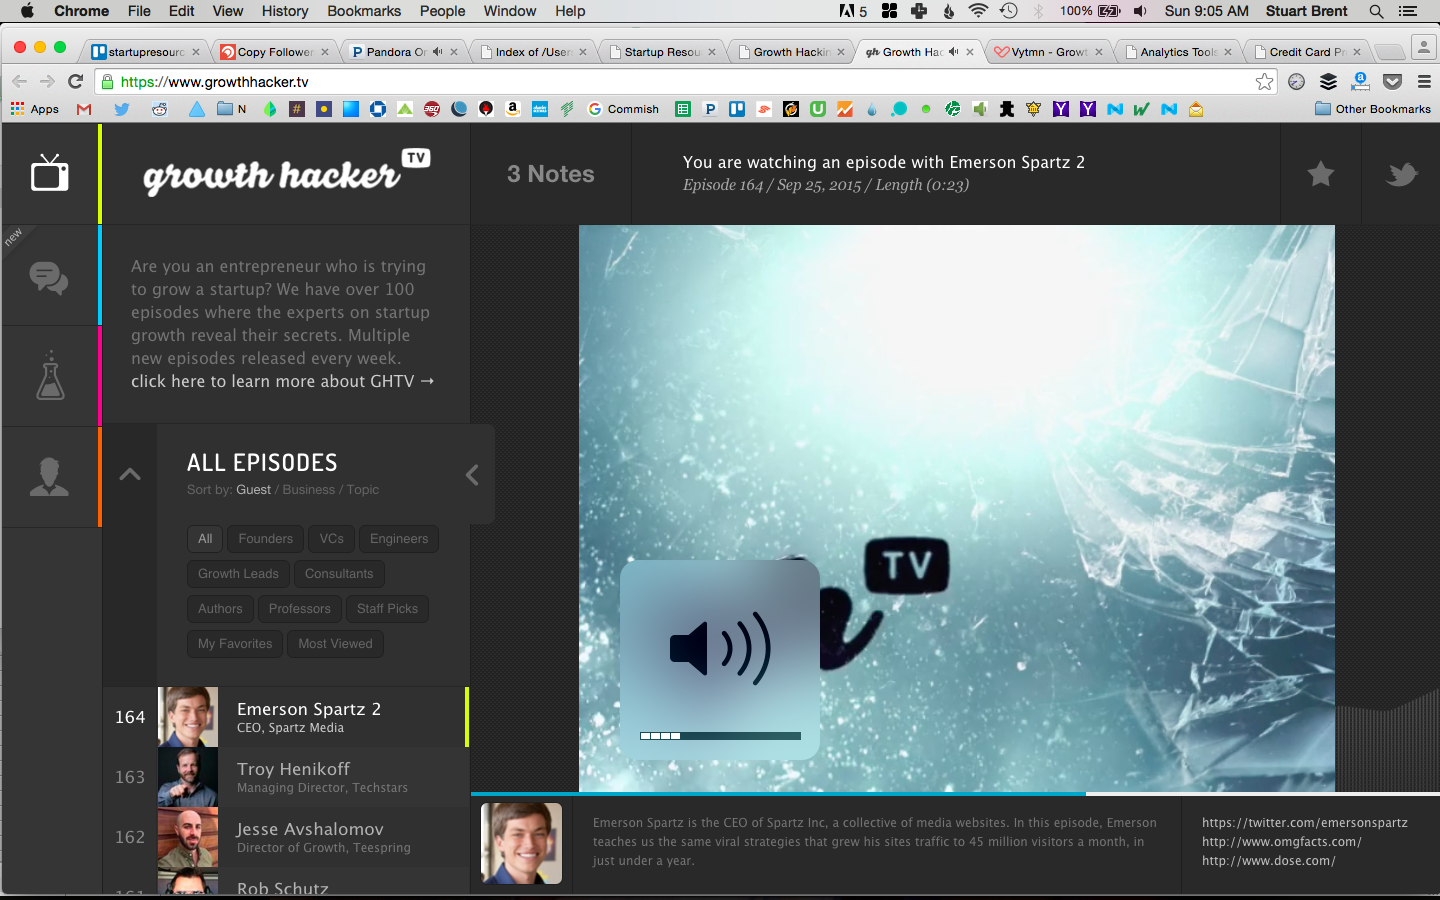 Chrome File Edit View History Bookmarks People Window Help 5 100% Sun 9:05 AM Stuart Brent
startupresourc Copy Follower Pandora On Index of /User Startup Resou Growth Hackin gh Growth Hac Vytmn - Growt Analytics Tools Credit Card Pr
https://www.growthhacker.tv
Apps N Commish Other Bookmarks
growth hacker TV
3 Notes
You are watching an episode with Emerson Spartz 2
Episode 164 / Sep 25, 2015 / Length (0:23)
new
Are you an entrepreneur who is trying
to grow a startup? We have over 100
episodes where the experts on startup
growth reveal their secrets. Multiple
new episodes released every week.
click here to learn more about GHTV →
ALL EPISODES
Sort by: Guest / Business / Topic
All Founders VCs Engineers
Growth Leads Consultants
Authors Professors Staff Picks
My Favorites Most Viewed
TV
164 Emerson Spartz 2
CEO, Spartz Media
163 Troy Henikoff
Managing Director, Techstars
162 Jesse Avshalomov
Director of Growth, Teespring
161 Rob Schutz
Emerson Spartz is the CEO of Spartz Inc, a collective of media websites. In this episode, Emerson
teaches us the same viral strategies that grew his sites traffic to 45 million visitors a month, in
just under a year.
https://twitter.com/emersonspartz
http://www.omgfacts.com/
http://www.dose.com/